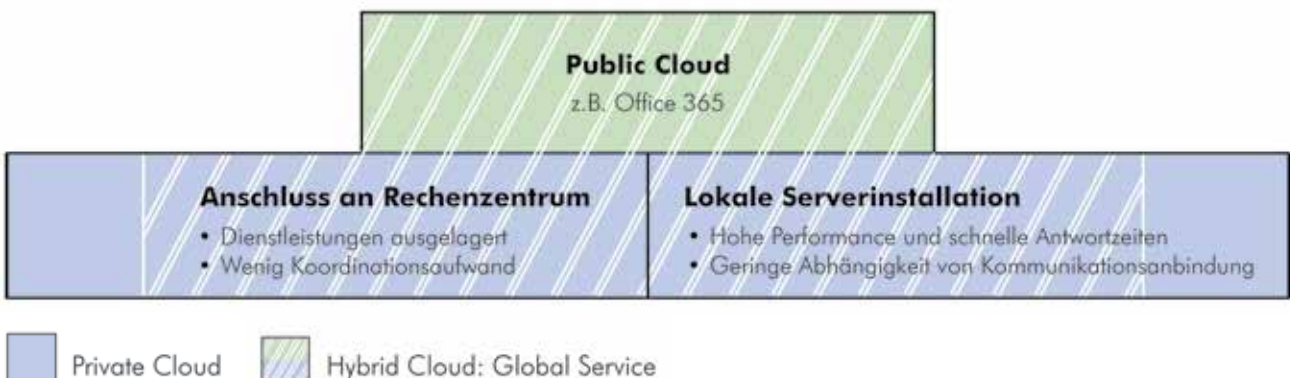 Public Cloud
z.B. Office 365
Anschluss an Rechenzentrum
• Dienstleistungen ausgelagert
• Wenig Koordinationsaufwand
Lokale Serverinstallation
• Hohe Performance und schnelle Antwortzeiten
• Geringe Abhängigkeit von Kommunikationsanbindung
Private Cloud
Hybrid Cloud: Global Service